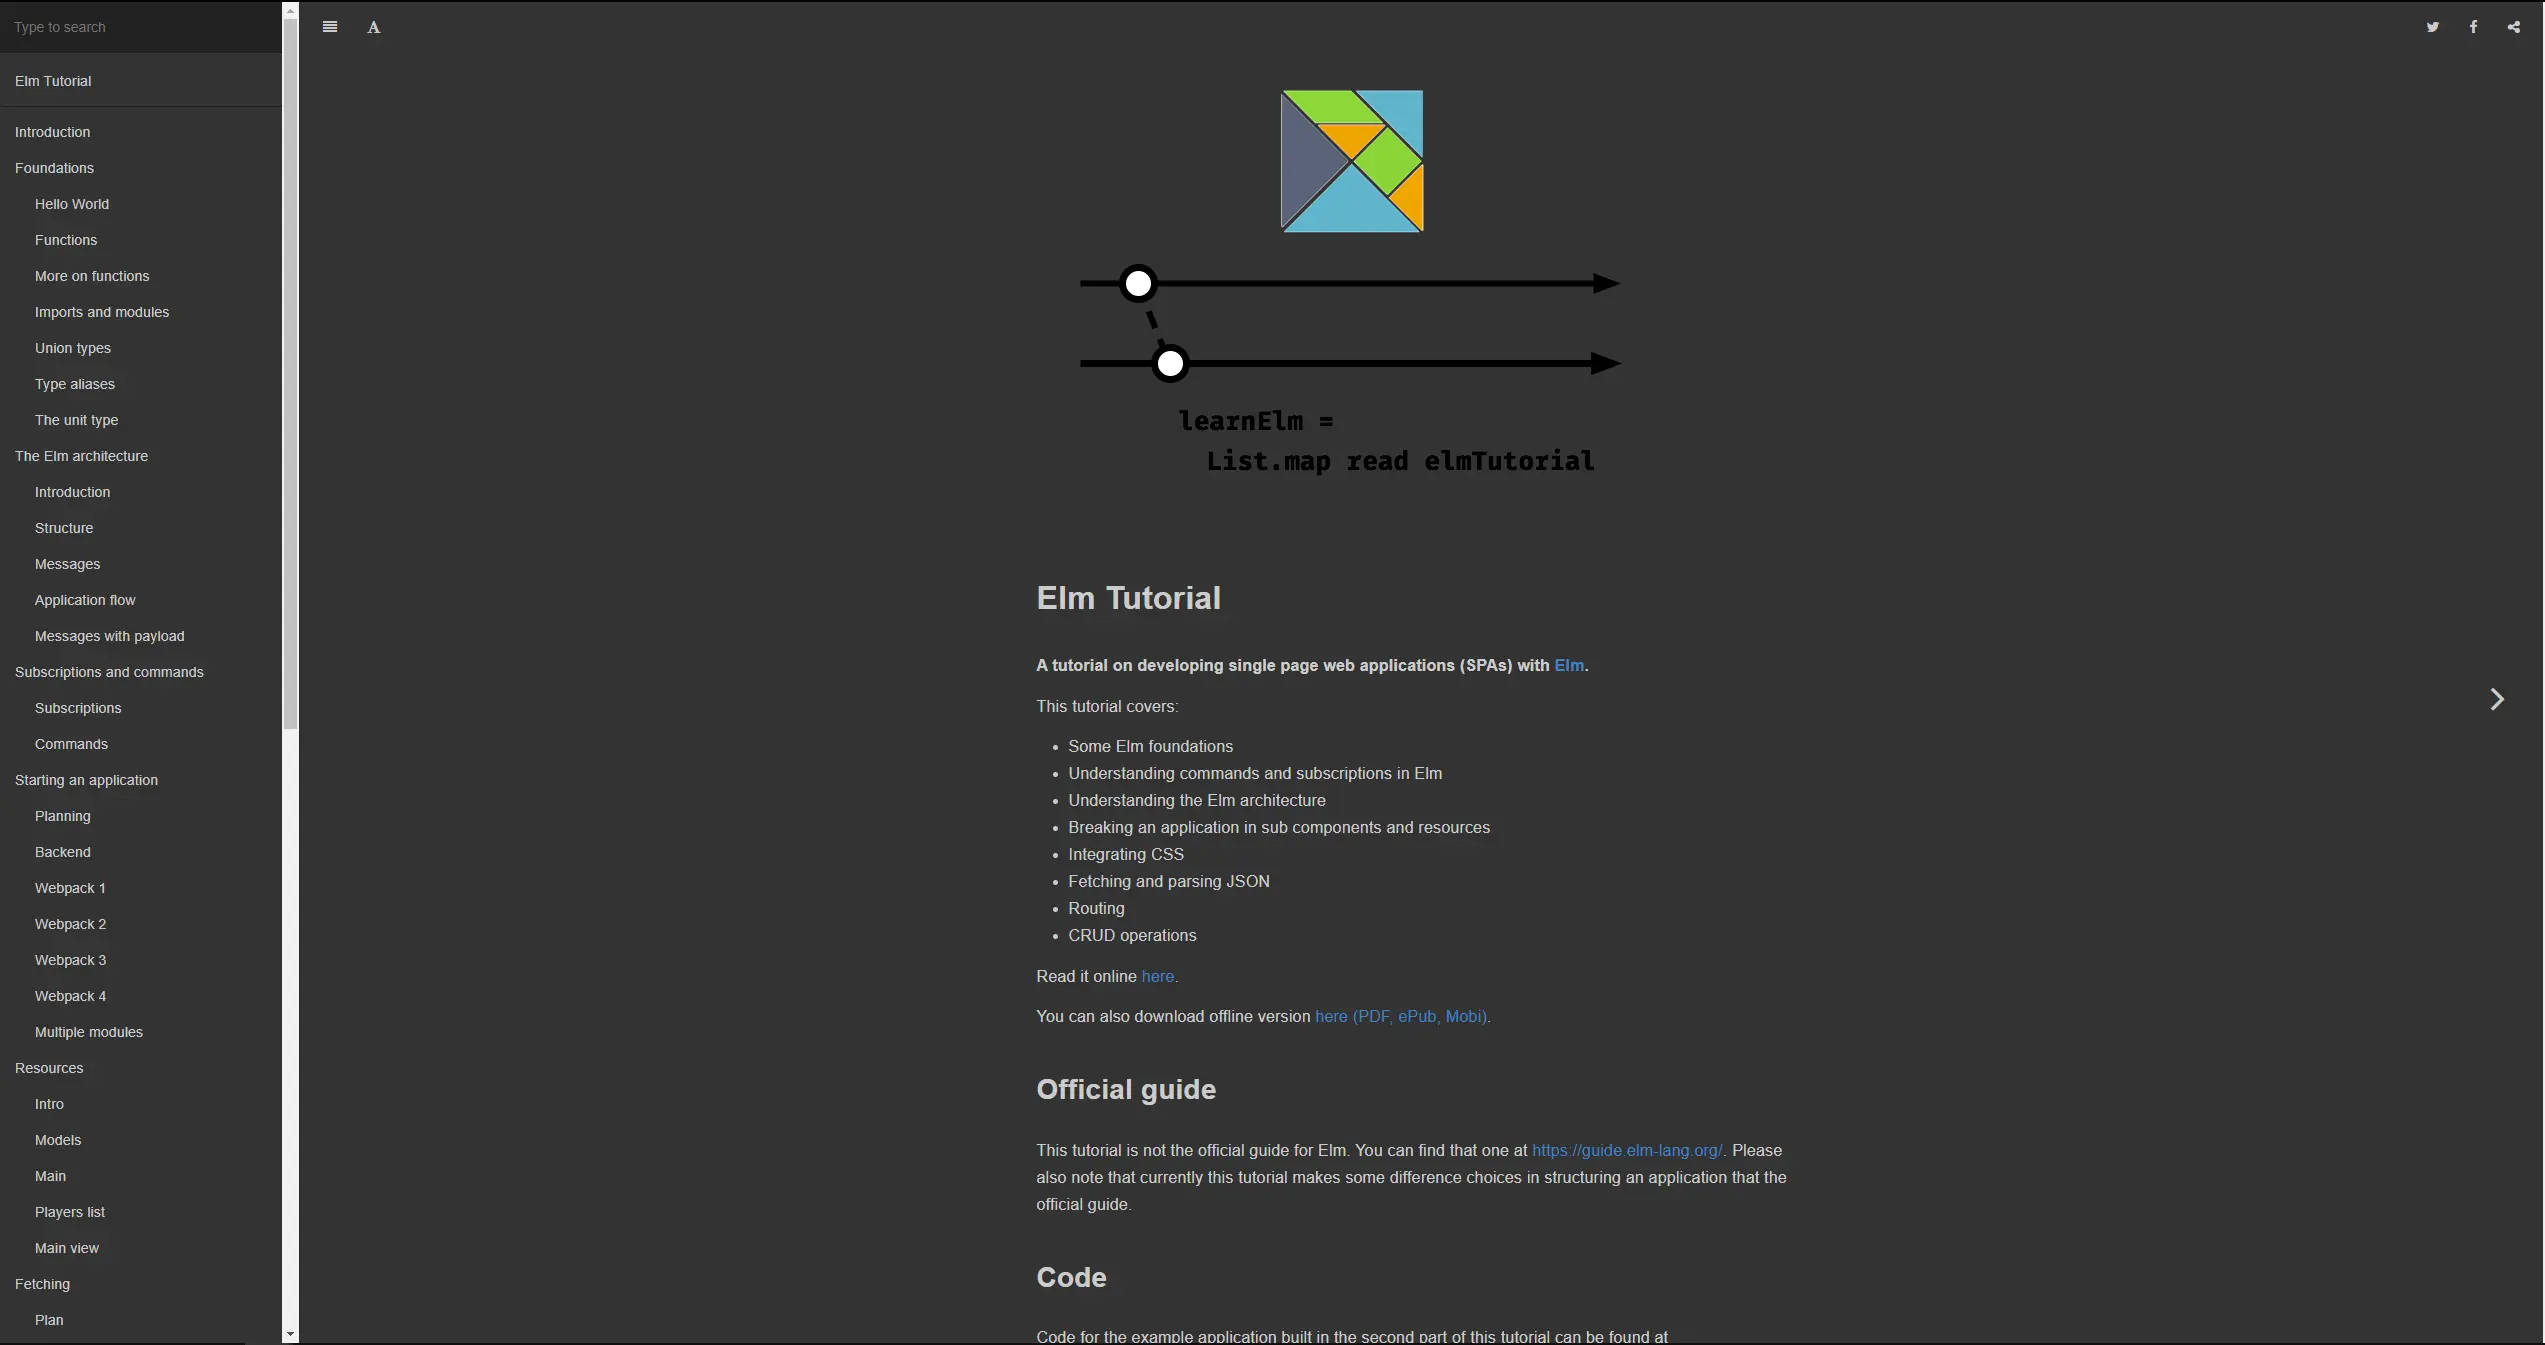 Type to search
Elm Tutorial
Introduction
Foundations
Hello World
Functions
More on functions
Imports and modules
Union types
Type aliases
The unit type
The Elm architecture
Introduction
Structure
Messages
Application flow
Messages with payload
Subscriptions and commands
Subscriptions
Commands
Starting an application
Planning
Backend
Webpack 1
Webpack 2
Webpack 3
Webpack 4
Multiple modules
Resources
Intro
Models
Main
Players list
Main view
Fetching
Plan
A
learnElm =
List.map read elmTutorial
Elm Tutorial
A tutorial on developing single page web applications (SPAs) with Elm.
This tutorial covers:
• Some Elm foundations
• Understanding commands and subscriptions in Elm
• Understanding the Elm architecture
• Breaking an application in sub components and resources
• Integrating CSS
• Fetching and parsing JSON
• Routing
• CRUD operations
Read it online here.
You can also download offline version here (PDF, ePub, Mobi).
Official guide
This tutorial is not the official guide for Elm. You can find that one at https://guide.elm-lang.org/. Please
also note that currently this tutorial makes some difference choices in structuring an application that the
official guide.
Code
Code for the example application built in the second part of this tutorial can be found at